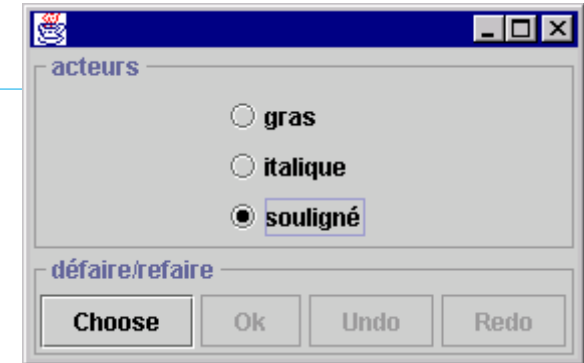 acteurs
gras
italique
souligné
défaire/refaire
Choose Ok Undo Redo